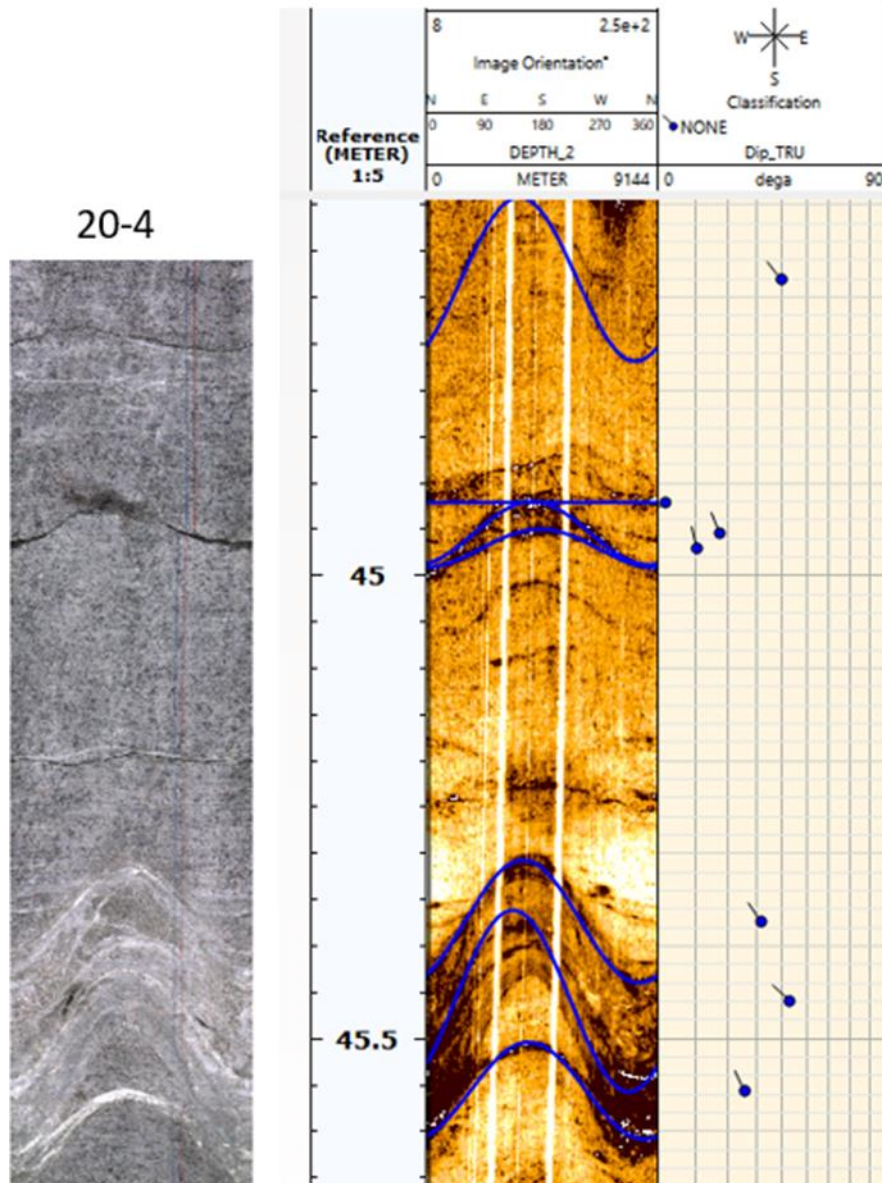 20-4
Reference
(METER)
1:5
8 2.5e+2
Image Orientation*
N E S W N
0 90 180 270 360
DEPTH_2
0 METER 9144
W E
S
Classification
NONE
Dip_TRU
0 dega 90
45
45.5